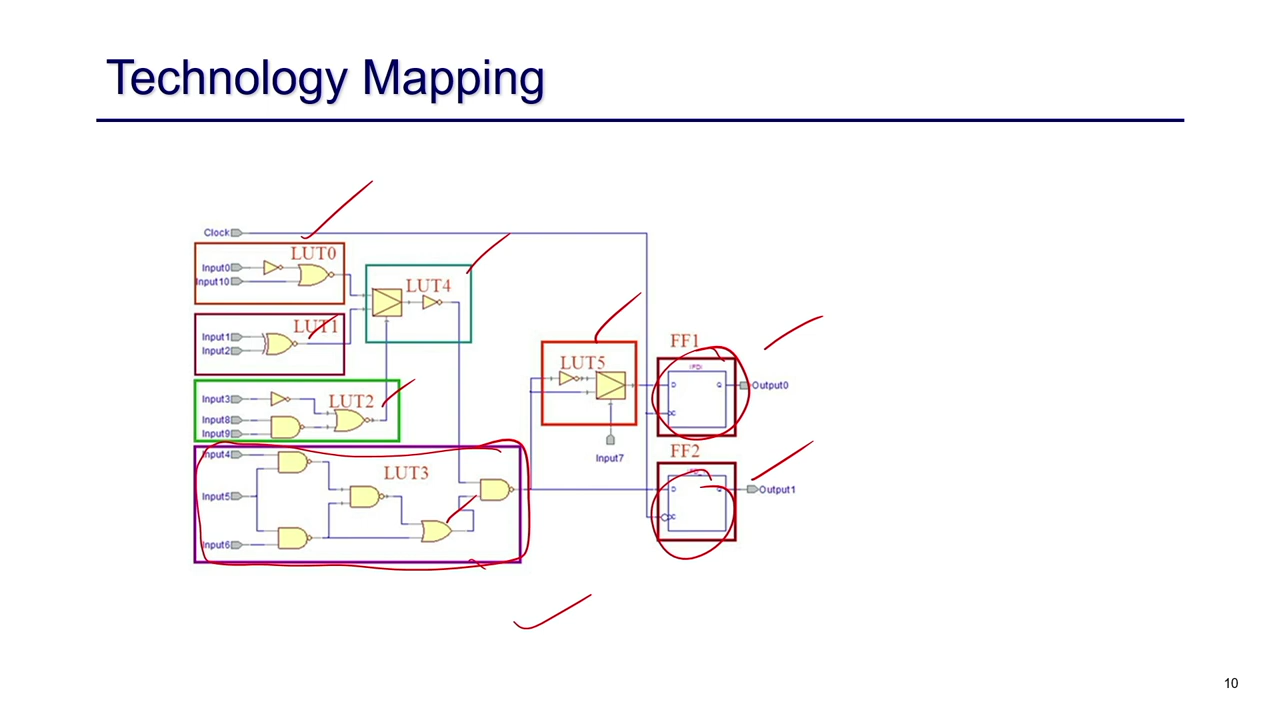 Technology Mapping
Clock
LUT0
Input0
Input10
LUT4
LUT1
Input1
Input2
LUT5
FF1
Output0
Input3
LUT2
Input8
Input9
Input7
FF2
Input4
LUT3
Input5
Output1
Input6
10